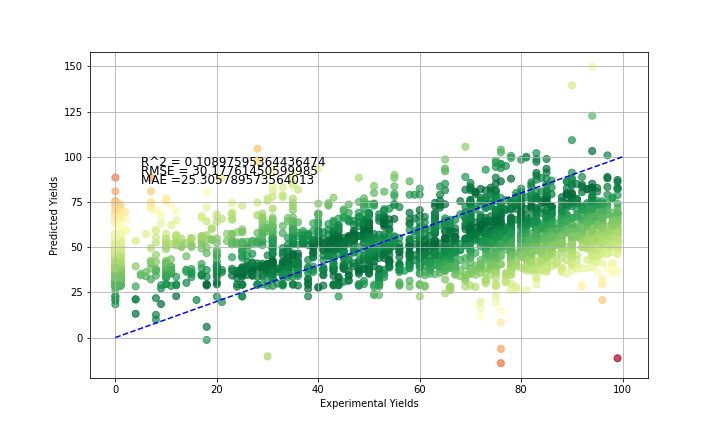 150
125
100
75
50
25
0
Predicted Yields
R^2 = 0.10897595364436474
RMSE = 30.17761450599985
MAE =25.305789573564013
0 20 40 60 80 100
Experimental Yields